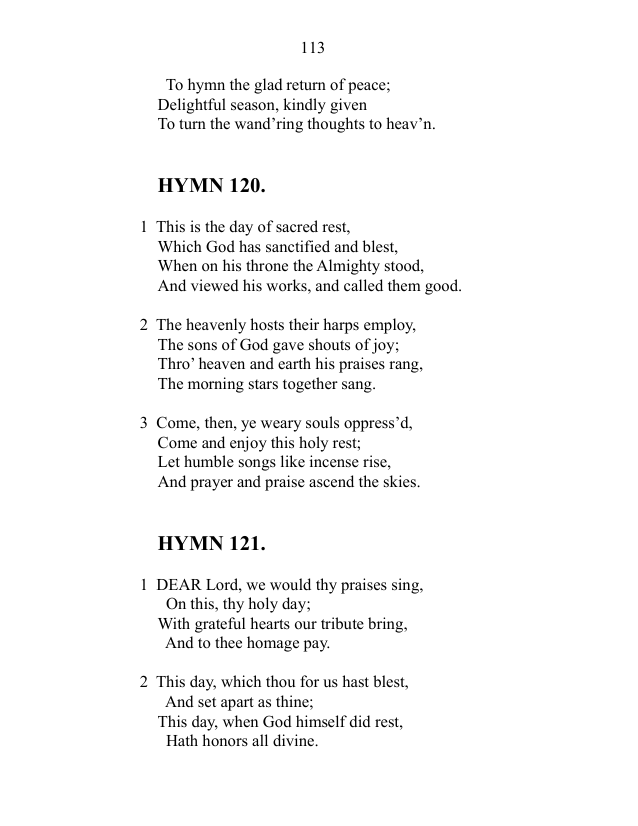 113
To hymn the glad return of peace;
Delightful season, kindly given
To turn the wand’ring thoughts to heav’n.
HYMN 120.
1 This is the day of sacred rest,
Which God has sanctified and blest,
When on his throne the Almighty stood,
And viewed his works, and called them good.
2 The heavenly hosts their harps employ,
The sons of God gave shouts of joy;
Thro’ heaven and earth his praises rang,
The morning stars together sang.
3 Come, then, ye weary souls oppress’d,
Come and enjoy this holy rest;
Let humble songs like incense rise,
And prayer and praise ascend the skies.
HYMN 121.
1 DEAR Lord, we would thy praises sing,
On this, thy holy day;
With grateful hearts our tribute bring,
And to thee homage pay.
2 This day, which thou for us hast blest,
And set apart as thine;
This day, when God himself did rest,
Hath honors all divine.